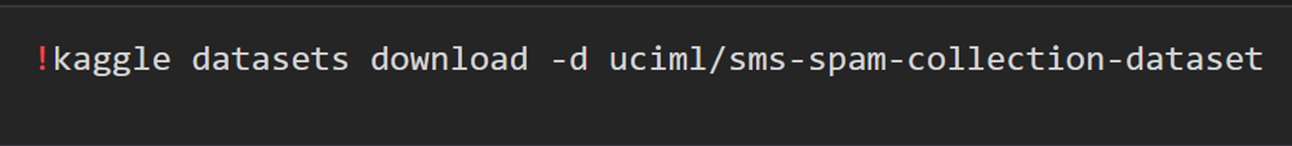 !kaggle datasets download -d uciml/sms-spam-collection-dataset